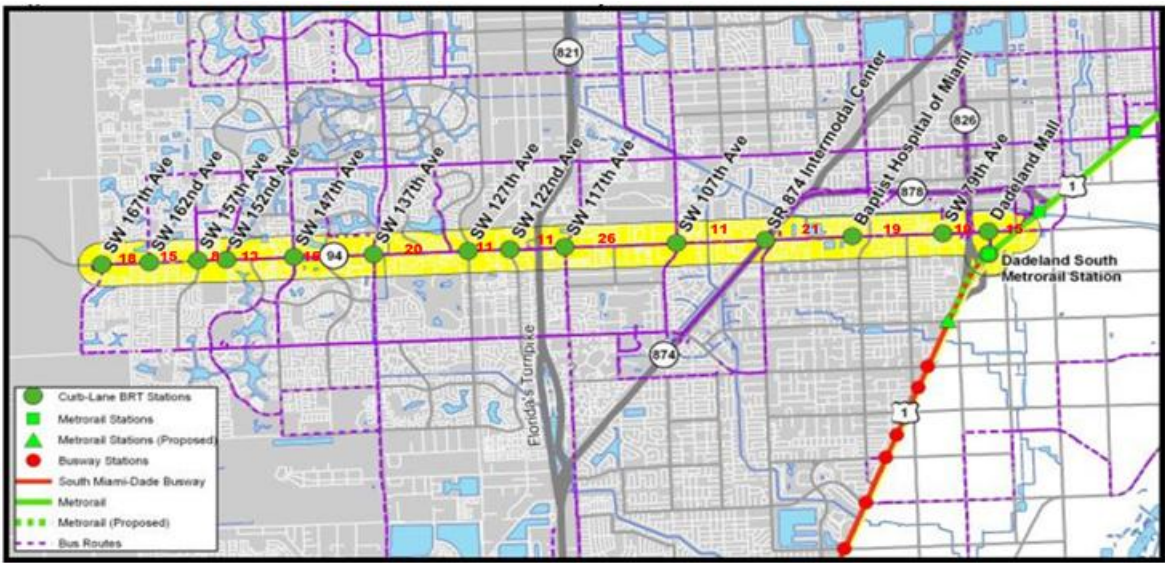 821
826
878
1
SW 167th Ave
SW 162nd Ave
SW 157th Ave
SW 152nd Ave
SW 147th Ave
SW 137th Ave
SW 127th Ave
SW 122nd Ave
SW 117th Ave
SW 107th Ave
SR 874 Intermodal Center
Baptist Hospital of Miami
SW 79th Ave
Dadeland Mall
18
15
8
13
94
20
11
11
26
11
21
19
10
15
Dadeland South
Metrorail Station
874
Florida's Turnpike
1
Curb-Lane BRT Stations
Metrorail Stations
Metrorail Stations (Proposed)
Busway Stations
South Miami-Dade Busway
Metrorail
Metrorail (Proposed)
Bus Routes